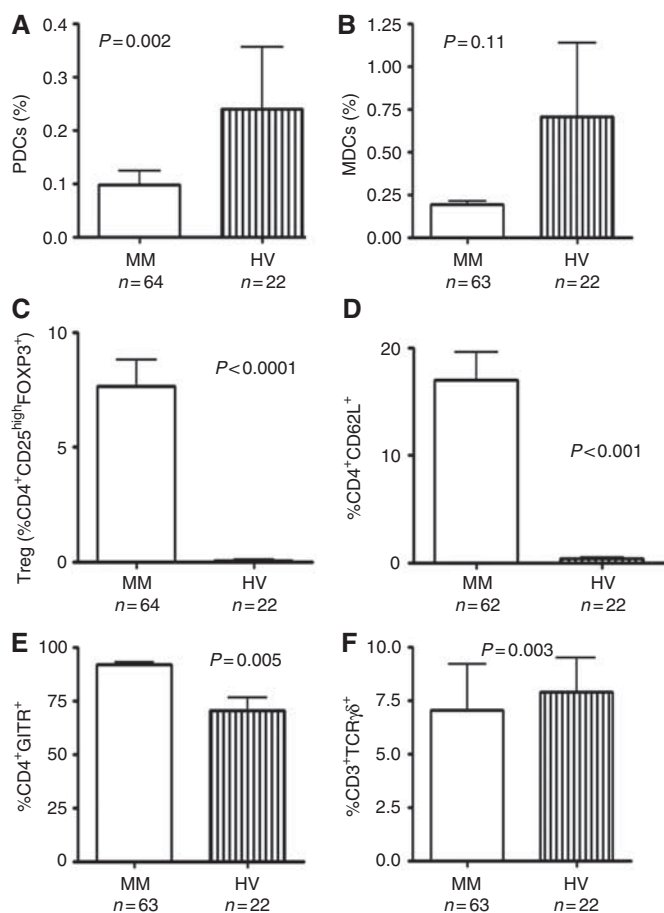 A
P=0.002
PDCs (%)
0.4
0.3
0.2
0.1
0.0
MM
HV
n=64
n=22
B
P=0.11
MDCs (%)
1.25
1.00
0.75
0.50
0.25
0.00
MM
HV
n=63
n=22
C
P<0.0001
Treg (%CD4⁺CD25ʰⁱᵍʰFOXP3⁺)
10
5
0
MM
HV
n=64
n=22
D
P<0.001
%CD4⁺CD62L⁺
20
10
0
MM
HV
n=62
n=22
E
P=0.005
%CD4⁺GITR⁺
100
75
50
25
0
MM
HV
n=63
n=22
F
P=0.003
%CD3⁺TCRγδ⁺
10.0
7.5
5.0
2.5
0.0
MM
HV
n=63
n=22